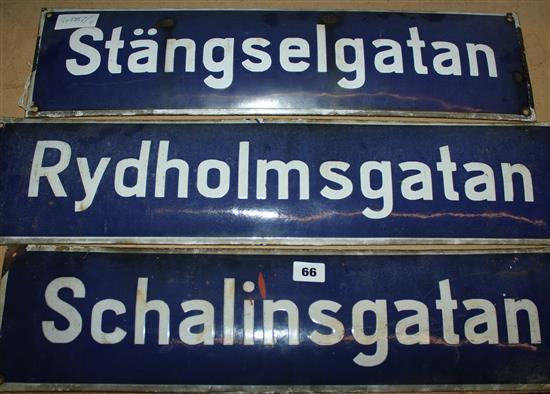 Stängselgatan
Rydholmsgatan
66
Schalinsgatan